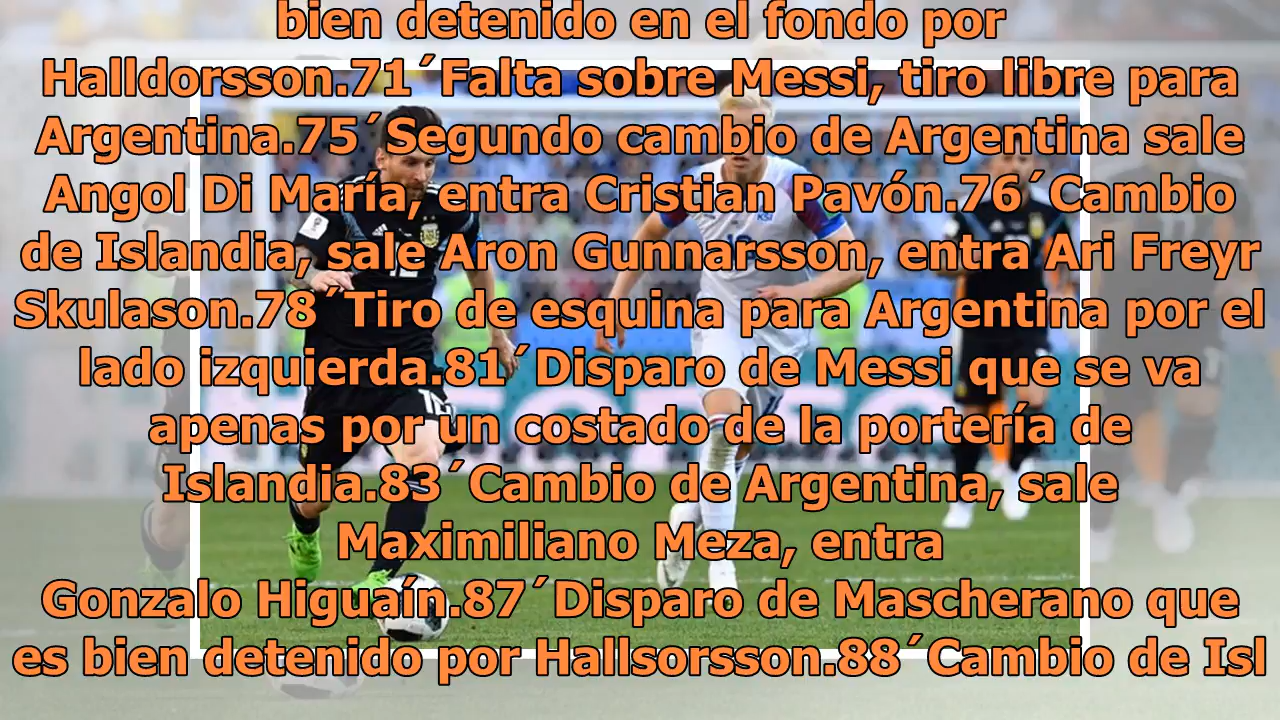 bien detenido en el fondo por
Halldorsson.71´Falta sobre Messi, tiro libre para
Argentina.75´Segundo cambio de Argentina sale
Angol Di María, entra Cristian Pavón.76´Cambio
de Islandia, sale Aron Gunnarsson, entra Ari Freyr
Skulason.78´Tiro de esquina para Argentina por el
lado izquierda.81´Disparo de Messi que se va
apenas por un costado de la portería de
Islandia.83´Cambio de Argentina, sale
Maximiliano Meza, entra
Gonzalo Higuaín.87´Disparo de Mascherano que
es bien detenido por Hallsorsson.88´Cambio de Isl